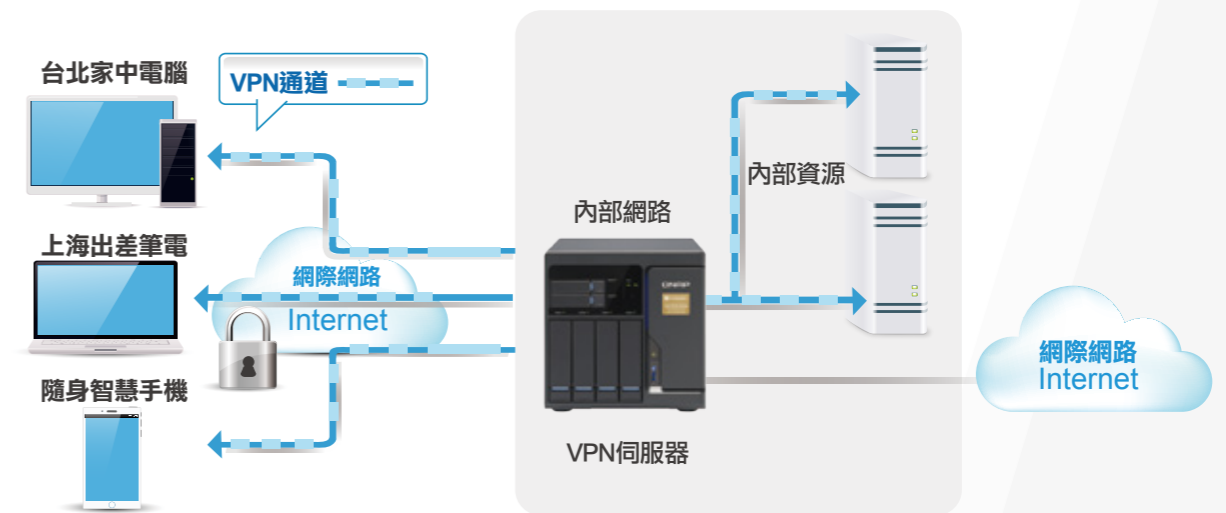 台北家中電腦
VPN通道
上海出差筆電
網際網路
Internet
隨身智慧手機
內部網路
QNAP
VPN伺服器
內部資源
網際網路
Internet